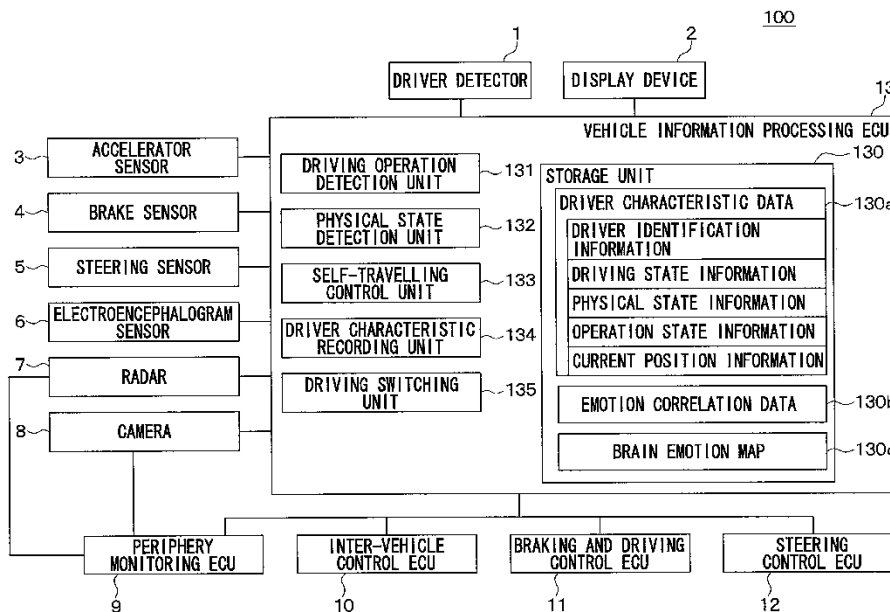 100
1
2
DRIVER DETECTOR
DISPLAY DEVICE
13
VEHICLE INFORMATION PROCESSING ECU
3
ACCELERATOR
SENSOR
4
BRAKE SENSOR
5
STEERING SENSOR
6
ELECTROENCEPHALOGRAM
SENSOR
7
RADAR
8
CAMERA
DRIVING OPERATION
DETECTION UNIT
131
PHYSICAL STATE
DETECTION UNIT
132
SELF-TRAVELLING
CONTROL UNIT
133
DRIVER CHARACTERISTIC
RECORDING UNIT
134
DRIVING SWITCHING
UNIT
135
130
STORAGE UNIT
DRIVER CHARACTERISTIC DATA
130a
DRIVER IDENTIFICATION
INFORMATION
DRIVING STATE INFORMATION
PHYSICAL STATE INFORMATION
OPERATION STATE INFORMATION
CURRENT POSITION INFORMATION
EMOTION CORRELATION DATA
130b
BRAIN EMOTION MAP
PERIPHERY
MONITORING ECU
9
INTER-VEHICLE
CONTROL ECU
10
BRAKING AND DRIVING
CONTROL ECU
11
STEERING
CONTROL ECU
12